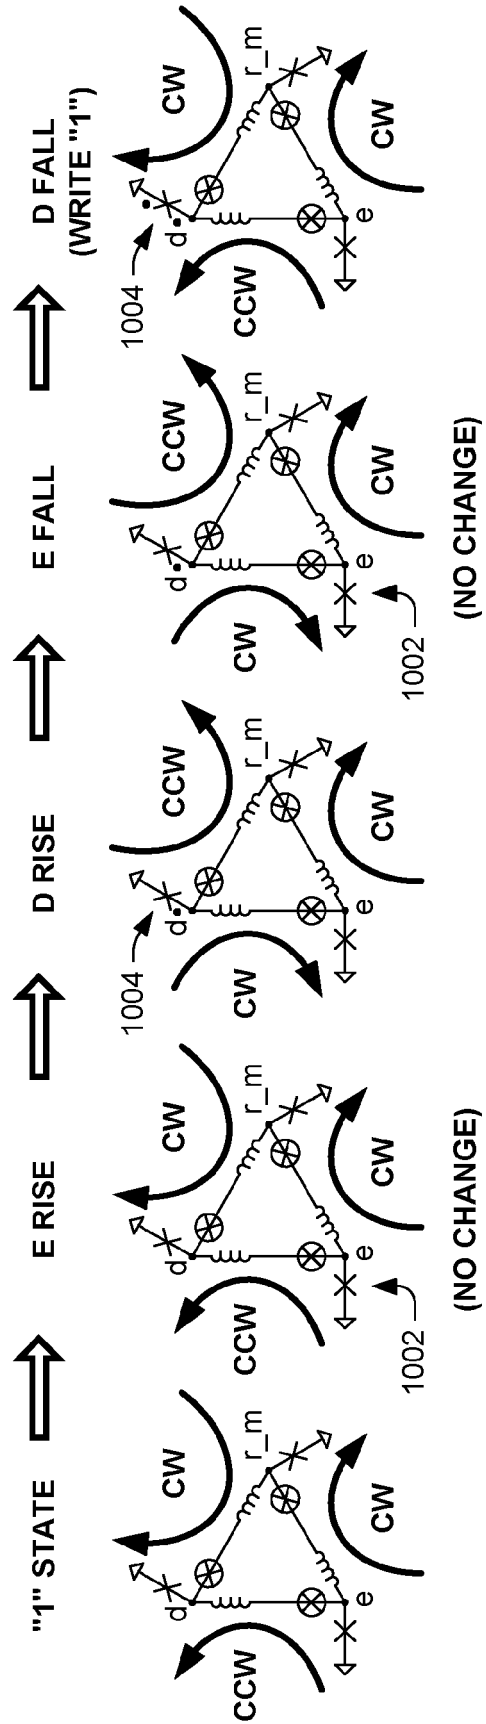 "1" STATE
CCW
d
CW
r_m
e
CW
E RISE
CCW
d
CW
r_m
e
CW
1002
(NO CHANGE)
D RISE
1004
CW
d
CCW
r_m
e
CW
E FALL
CW
d
CCW
r_m
e
CW
1002
(NO CHANGE)
D FALL
(WRITE "1")
1004
CCW
d
CW
r_m
e
CW